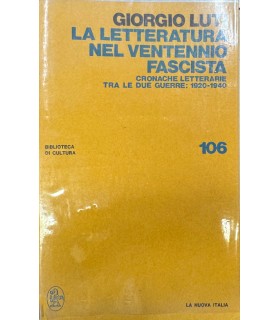 GIORGIO LUTI
LA LETTERATURA
NEL VENTENNIO
FASCISTA
CRONACHE LETTERARIE
TRA LE DUE GUERRE: 1920-1940
BIBLIOTECA
DI CULTURA
106
LA NUOVA ITALIA